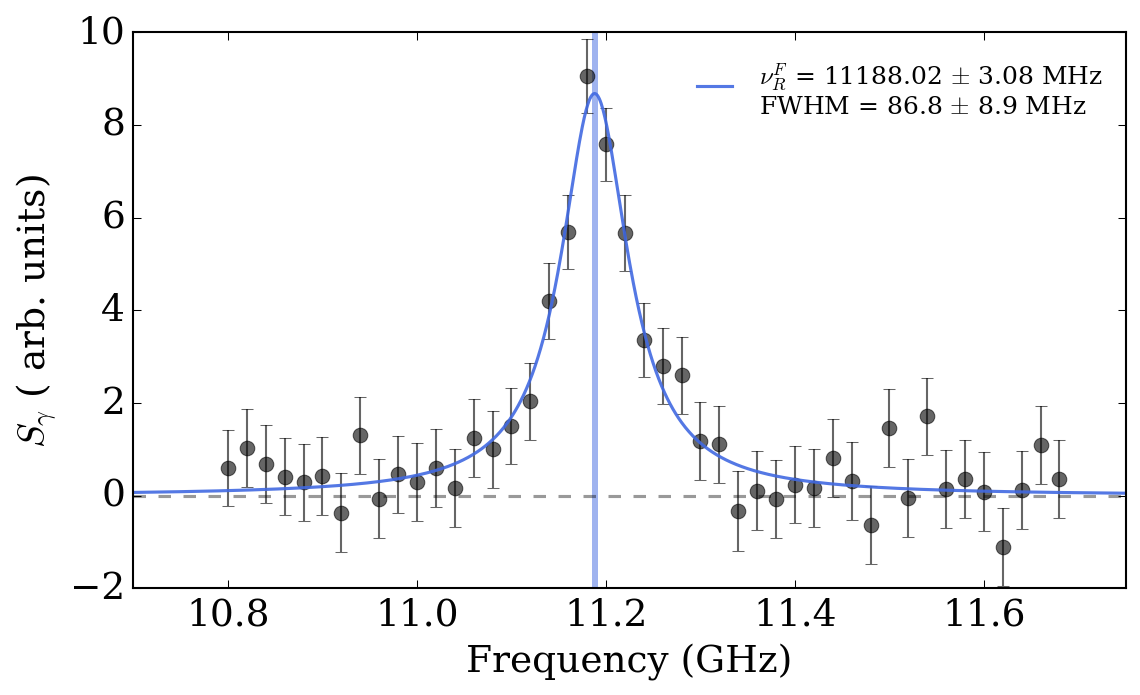 10
8
6
4
2
0
−2
S_γ ( arb. units)
ν_R^F = 11188.02 ± 3.08 MHz
FWHM = 86.8 ± 8.9 MHz
10.8 11.0 11.2 11.4 11.6
Frequency (GHz)